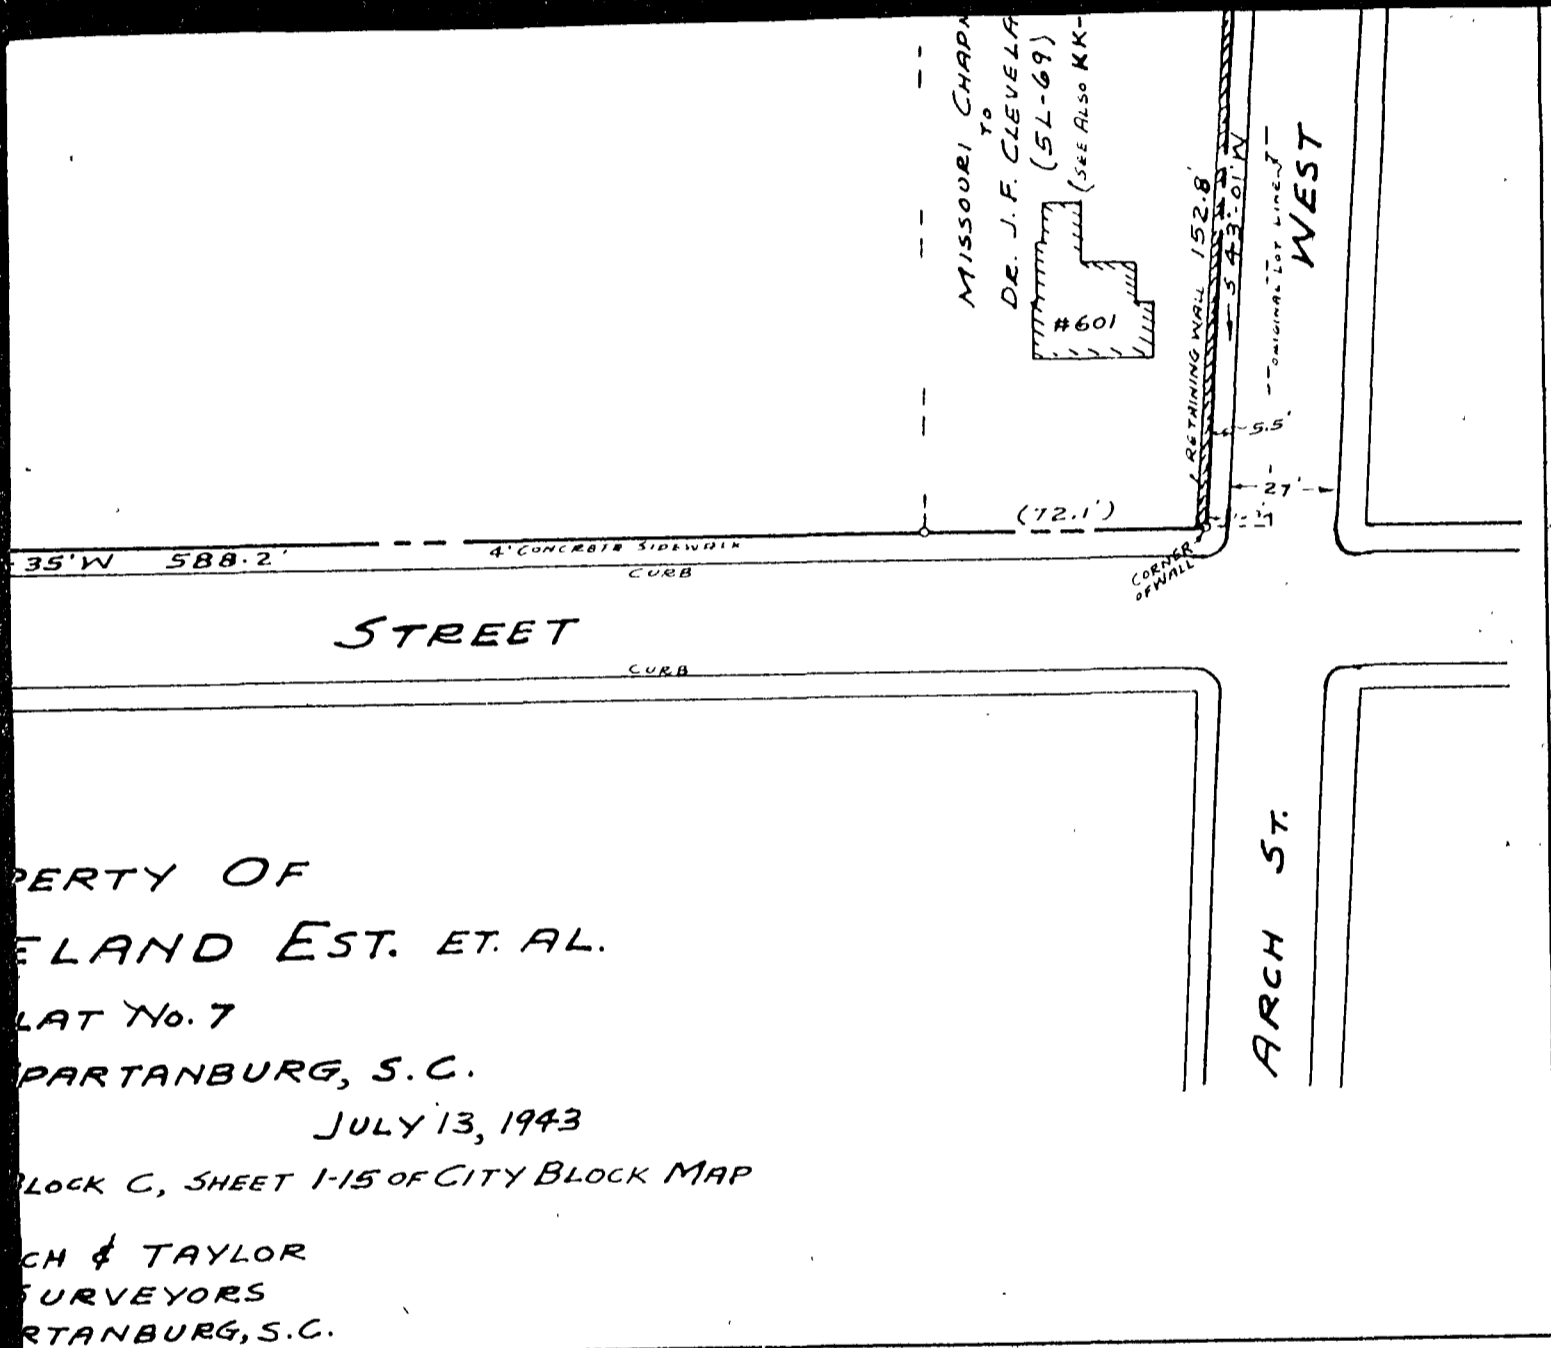 MISSOURI CHAPM
TO
DR. J. F. CLEVELA
(5L-69)
(SEE ALSO KK-
#601
RETAINING WALL 152.8'
S 43°-01' W
ORIGINAL LOT LINE
WEST
5.5'
27'
(72.1')
CORNER
OF WALL
35' W 588.2'
4' CONCRETE SIDEWALK
CURB
STREET
CURB
ARCH ST.
PERTY OF
ELAND EST. ET. AL.
LAT No. 7
PARTANBURG, S.C.
JULY 13, 1943
BLOCK C, SHEET 1-15 OF CITY BLOCK MAP
CH & TAYLOR
SURVEYORS
RTANBURG, S.C.